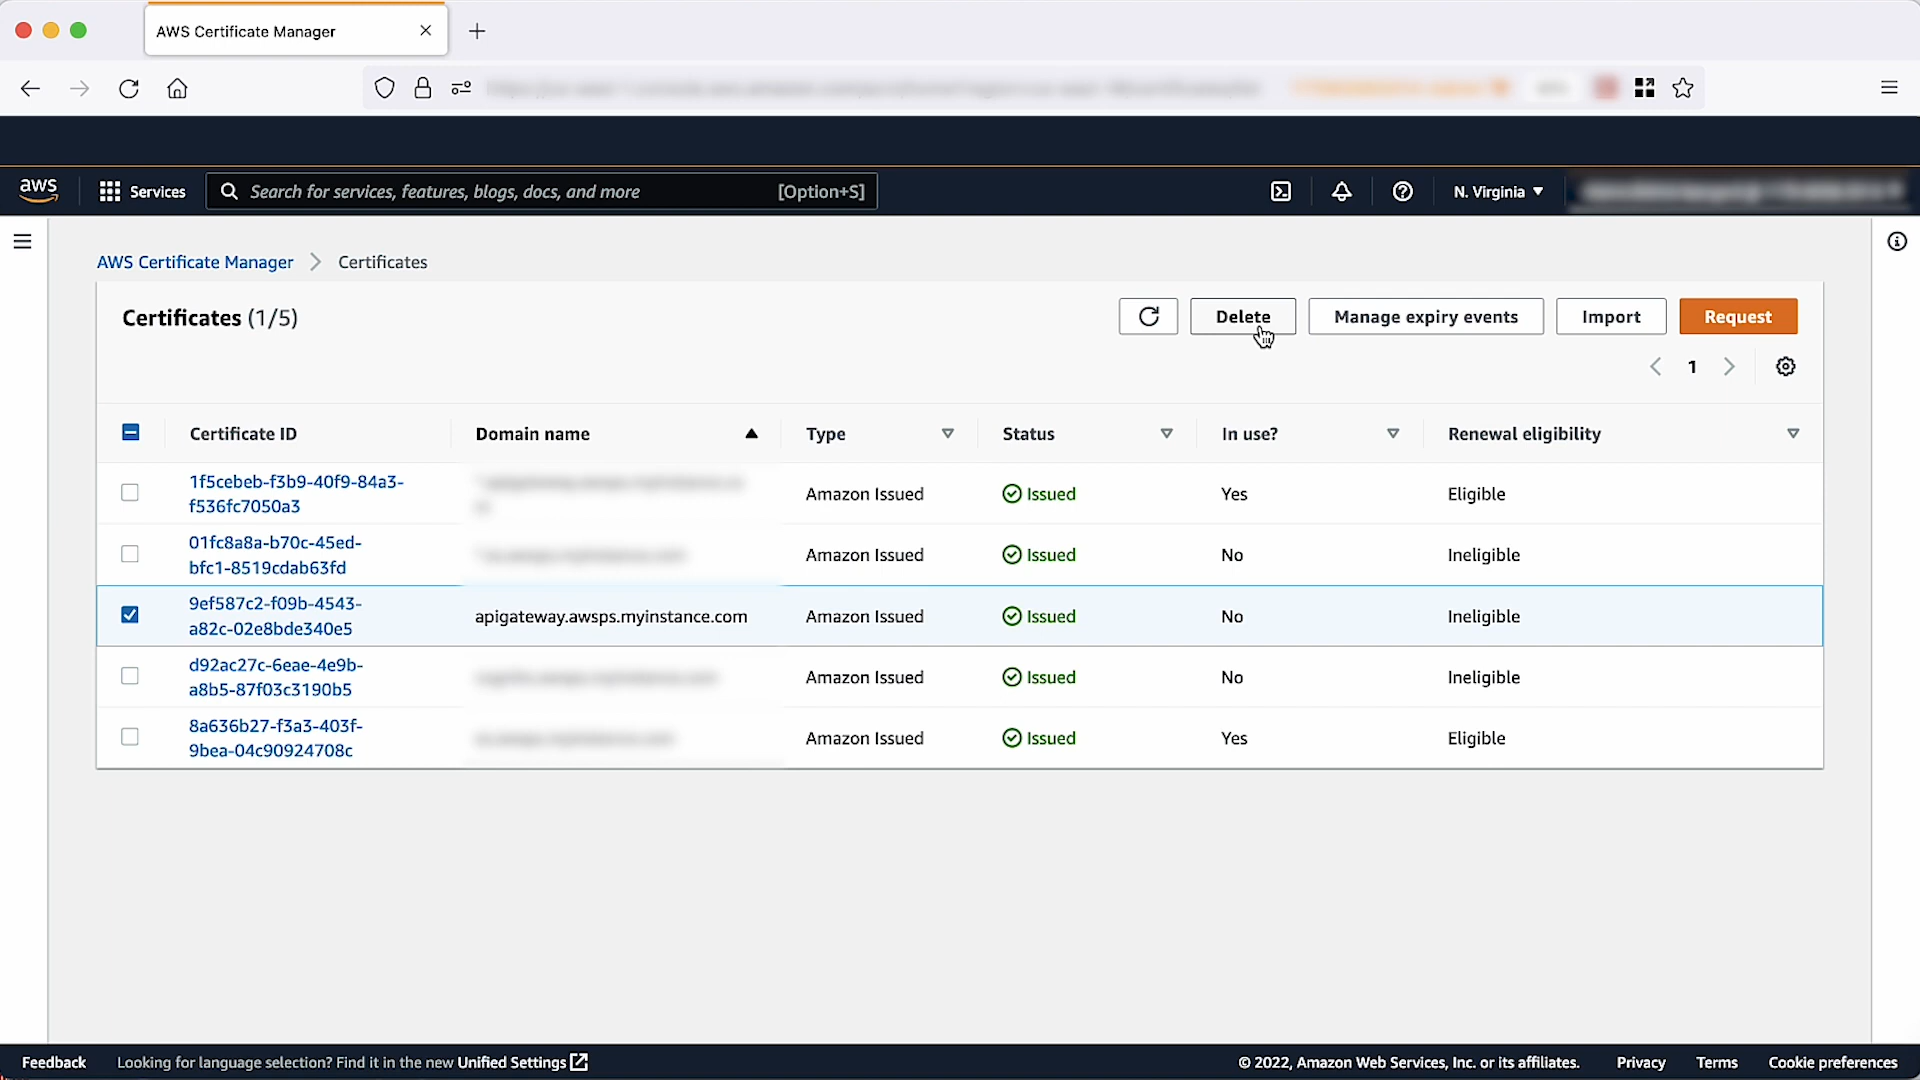 AWS Certificate Manager
aws
Services
Search for services, features, blogs, docs, and more [Option+S]
N. Virginia
AWS Certificate Manager > Certificates
Certificates (1/5)
Delete
Manage expiry events
Import
Request
1
Certificate ID Domain name Type Status In use? Renewal eligibility
1f5cebeb-f3b9-40f9-84a3-
f536fc7050a3
Amazon Issued Issued Yes Eligible
01fc8a8a-b70c-45ed-
bfc1-8519cdab63fd
Amazon Issued Issued No Ineligible
9ef587c2-f09b-4543-
a82c-02e8bde340e5
apigateway.awsps.myinstance.com Amazon Issued Issued No Ineligible
d92ac27c-6eae-4e9b-
a8b5-87f03c3190b5
Amazon Issued Issued No Ineligible
8a636b27-f3a3-403f-
9bea-04c90924708c
Amazon Issued Issued Yes Eligible
Feedback Looking for language selection? Find it in the new Unified Settings © 2022, Amazon Web Services, Inc. or its affiliates. Privacy Terms Cookie preferences